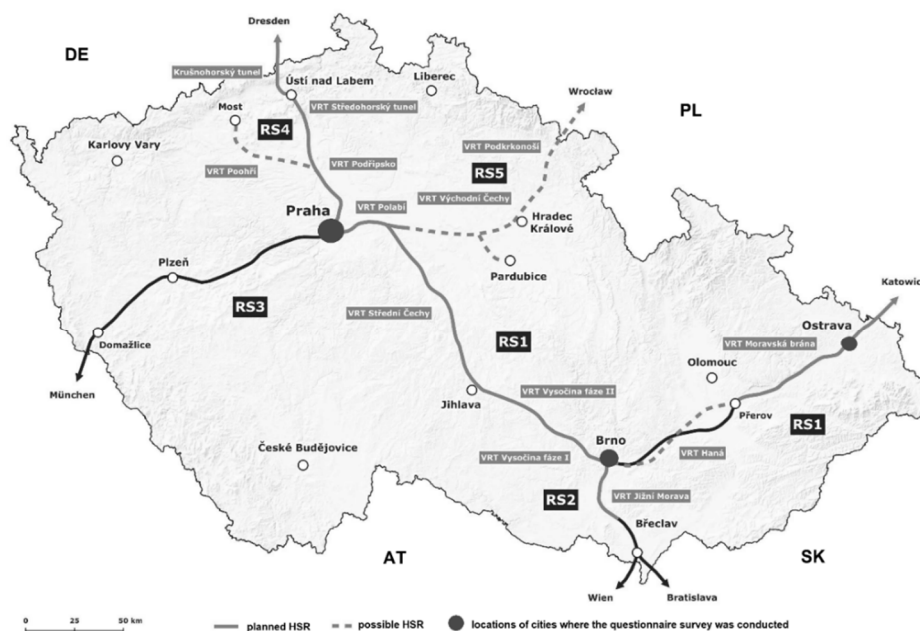 Dresden
DE
Krušnohorský tunel
Ústí nad Labem
Liberec
Wrocław
Most
VRT Středohorský tunel
PL
RS4
VRT Podkrkonoší
Karlovy Vary
VRT Poohří
VRT Podřipsko
RS5
VRT Východní Čechy
Praha
VRT Polabí
Hradec
Králové
Plzeň
Pardubice
Katowic
RS3
VRT Střední Čechy
Ostrava
Domažlice
RS1
VRT Moravská brána
Olomouc
München
Jihlava
VRT Vysočina fáze II
Přerov
RS1
České Budějovice
Brno
VRT Vysočina fáze I
VRT Haná
RS2
VRT Jižní Morava
Břeclav
AT
SK
Wien
Bratislava
0 25 50 km
planned HSR
possible HSR
locations of cities where the questionnaire survey was conducted